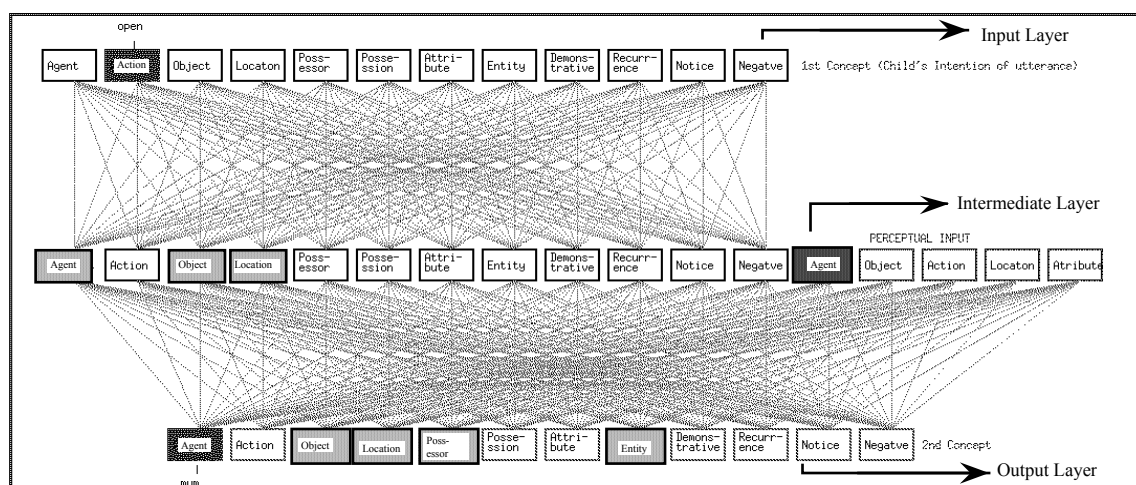 open
Input Layer
Agent Action Object Locaton Poss- essor Posse- ssion Attri- bute Entity Demons- trative Recurr- ence Notice Negatve 1st Concept (Child's Intention of utterance)
Intermediate Layer
PERCEPTUAL INPUT
Agent Action Object Location Poss- essor Posse- ssion Attri- bute Entity Demons- trative Recurr- ence Notice Negatve Agent Object Action Locaton Atribute
Agent Action Object Location Poss- essor Posse- ssion Attri- bute Entity Demons- trative Recurr- ence Notice Negatve 2nd Concept
Output Layer
mum